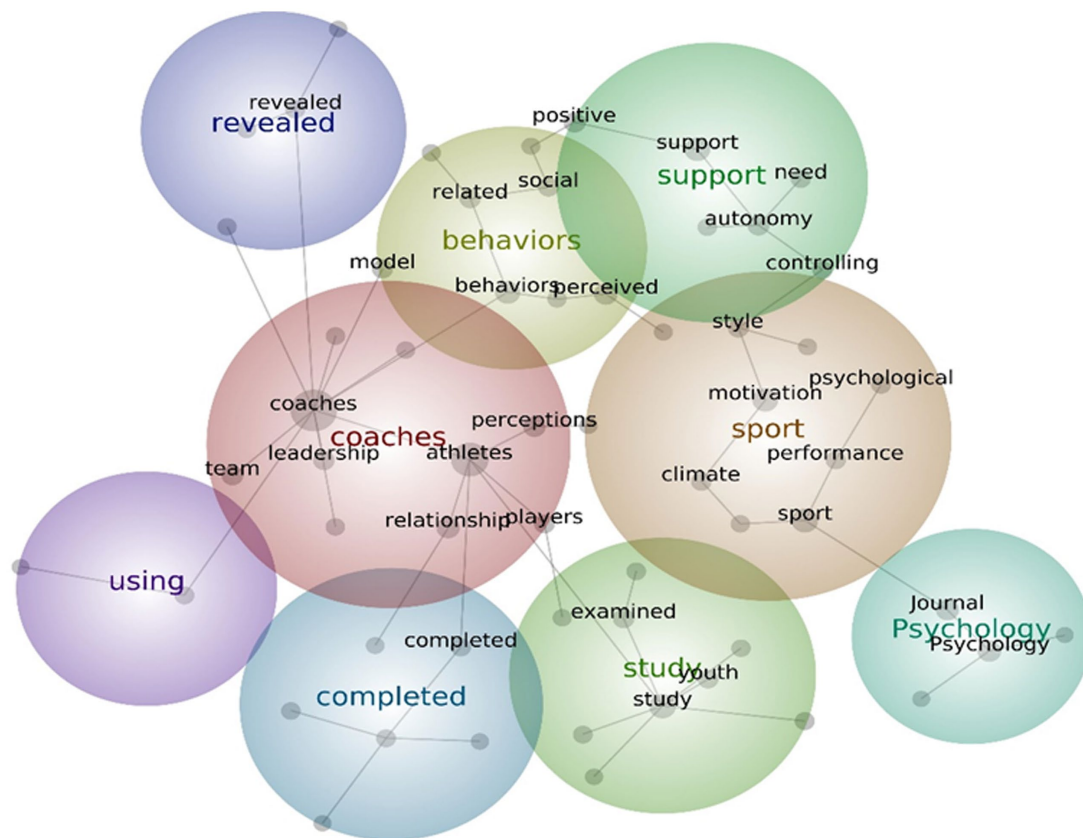 revealed
revealed
positive
support
support
need
social
related
autonomy
behaviors
model
controlling
behaviors
perceived
style
psychological
motivation
coaches
perceptions
sport
coaches
leadership
athletes
performance
team
climate
relationship
players
sport
using
Journal
examined
Psychology
completed
Psychology
study
youth
completed
study